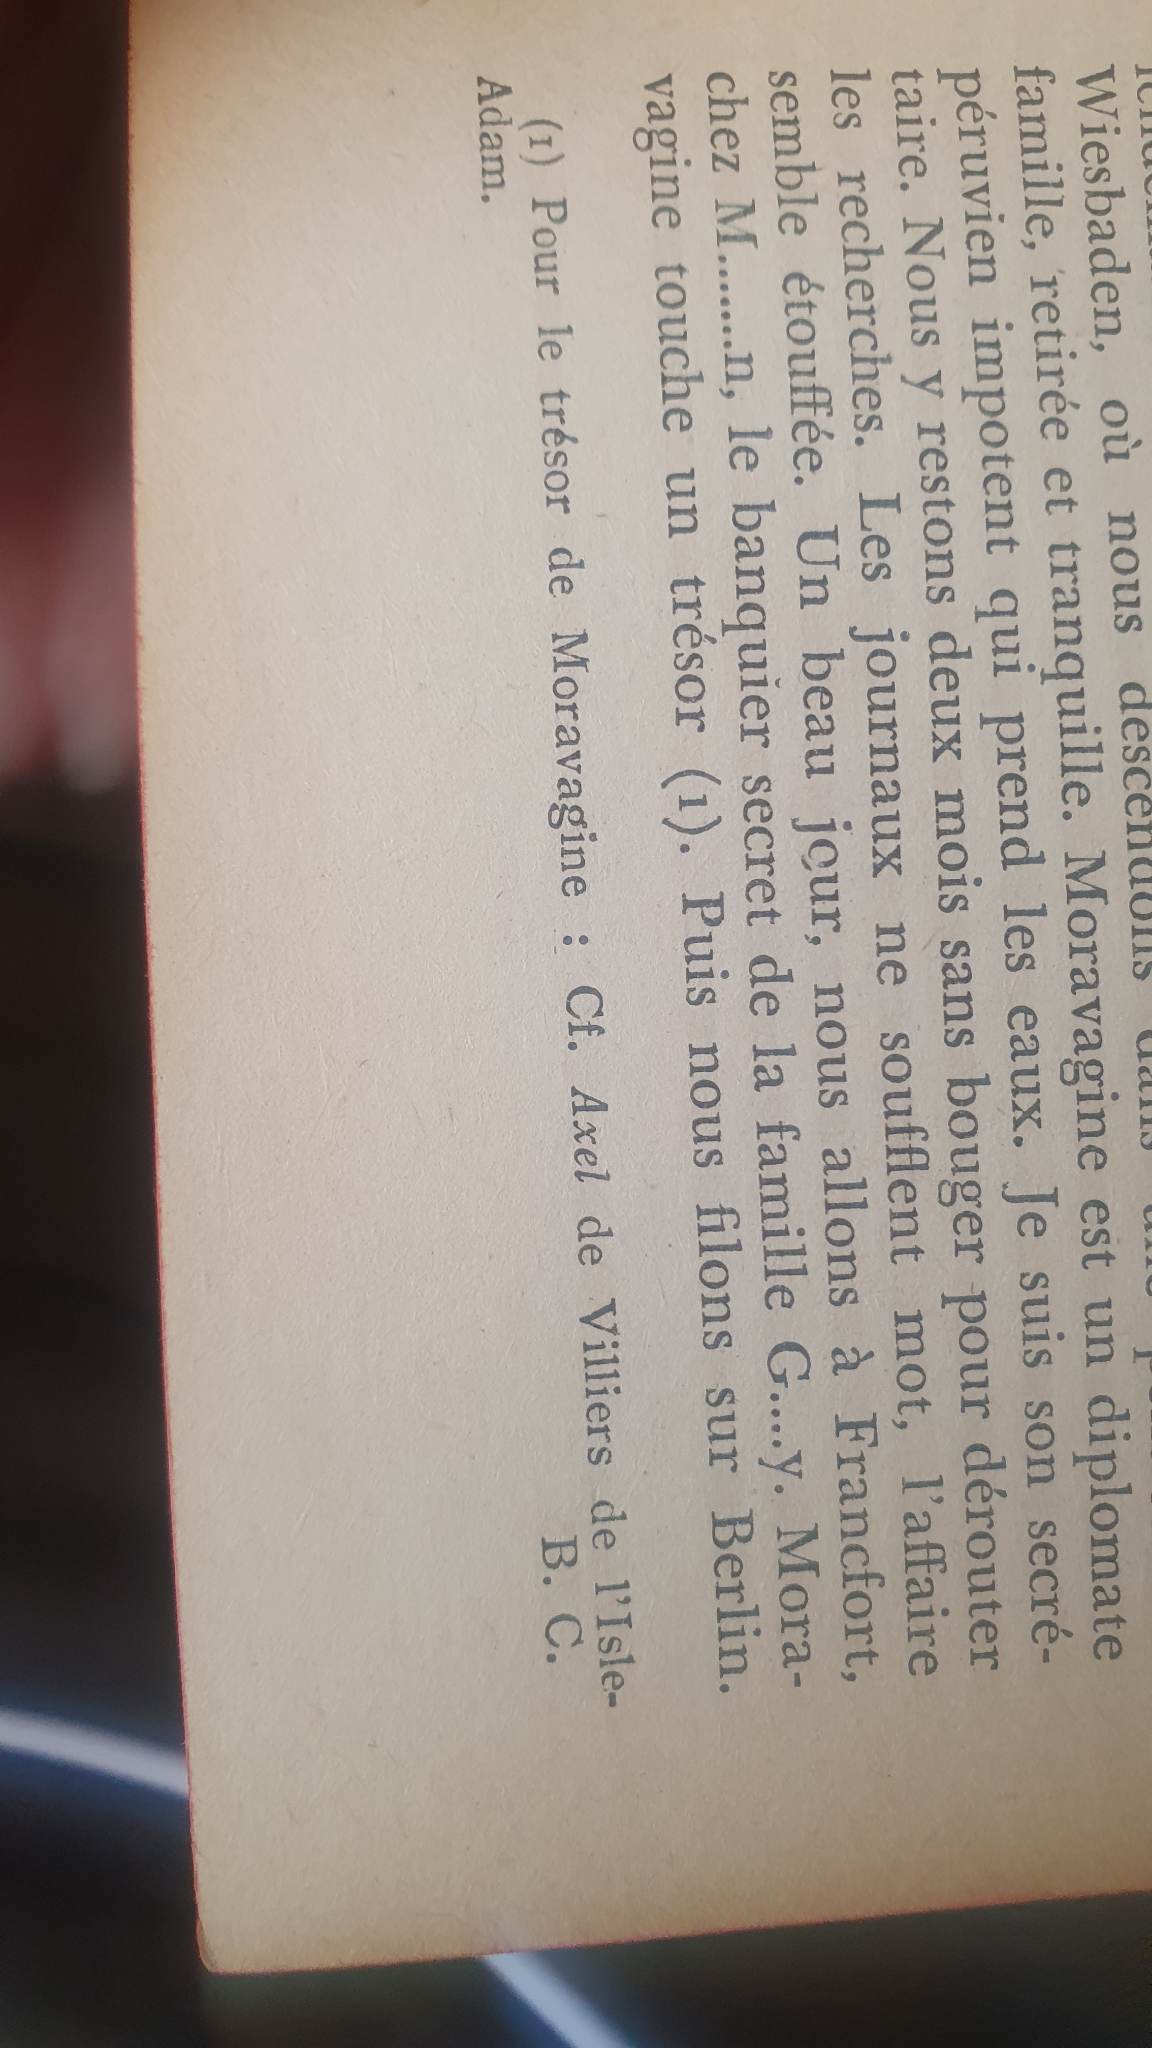 Wiesbaden, où nous descendons dans une
famille, retirée et tranquille. Moravagine est un diplomate
péruvien impotent qui prend les eaux. Je suis son secré-
taire. Nous y restons deux mois sans bouger pour dérouter
les recherches. Les journaux ne soufflent mot, l'affaire
semble étouffée. Un beau jour, nous allons à Francfort,
chez M........n, le banquier secret de la famille G....y. Mora-
vagine touche un trésor (1). Puis nous filons sur Berlin.
(1) Pour le trésor de Moravagine : Cf. Axel de Villiers de l'Isle-
Adam.
B. C.